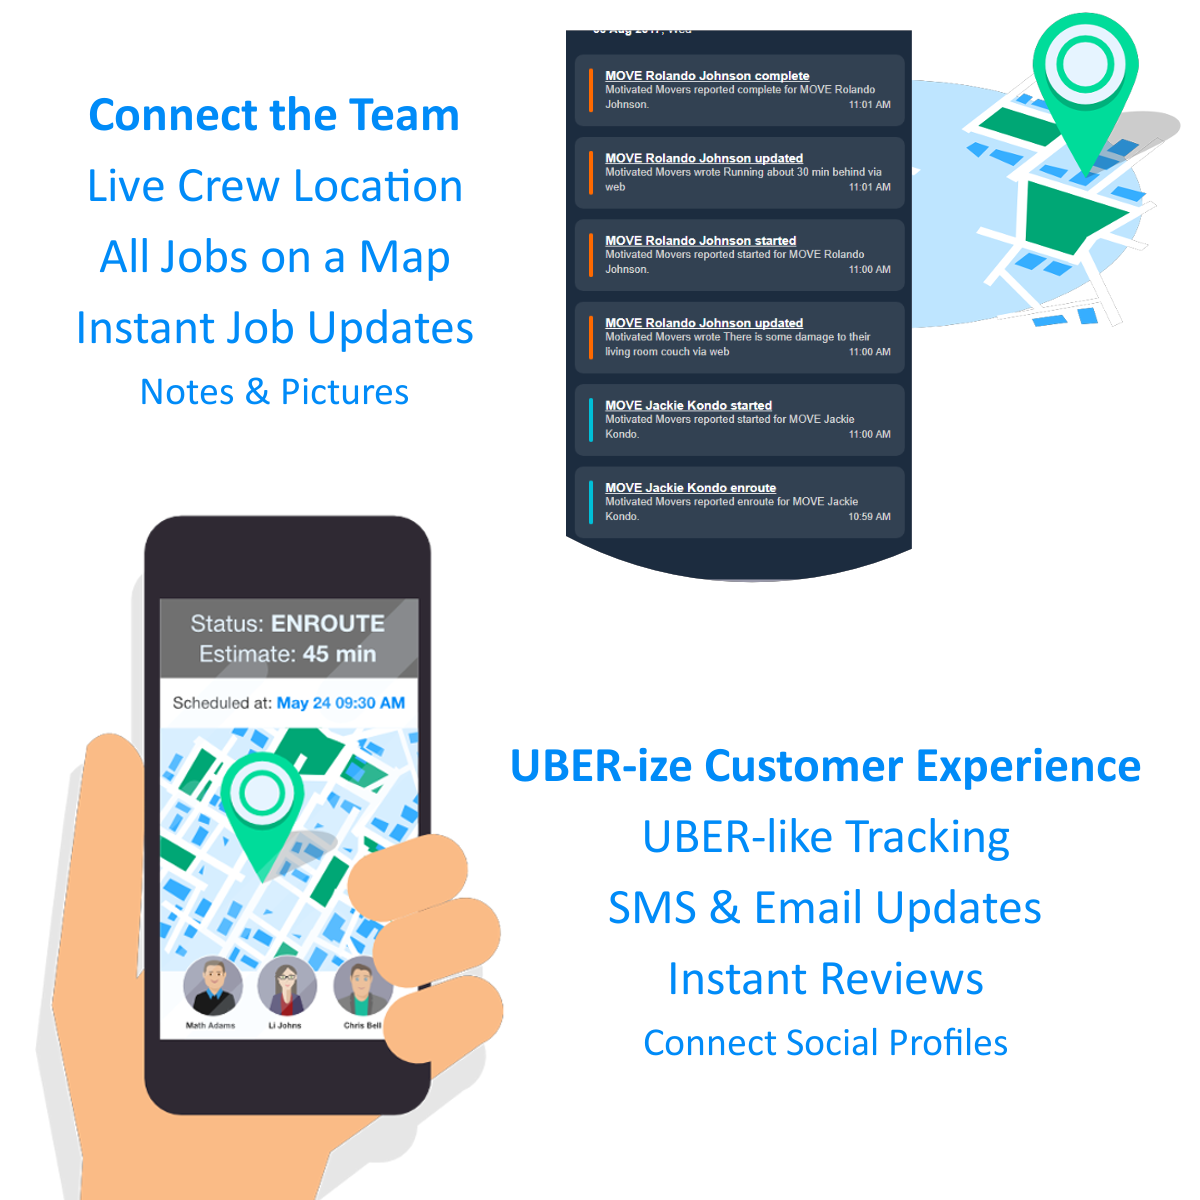 Connect the Team
Live Crew Location
All Jobs on a Map
Instant Job Updates
Notes & Pictures
MOVE Rolando Johnson complete
Motivated Movers reported complete for MOVE Rolando
Johnson. 11:01 AM
MOVE Rolando Johnson updated
Motivated Movers wrote Running about 30 min behind via
web 11:01 AM
MOVE Rolando Johnson started
Motivated Movers reported started for MOVE Rolando
Johnson. 11:00 AM
MOVE Rolando Johnson updated
Motivated Movers wrote There is some damage to their
living room couch via web 11:00 AM
MOVE Jackie Kondo started
Motivated Movers reported started for MOVE Jackie
Kondo. 11:00 AM
MOVE Jackie Kondo enroute
Motivated Movers reported enroute for MOVE Jackie
Kondo. 10:59 AM
Status: ENROUTE
Estimate: 45 min
Scheduled at: May 24 09:30 AM
Math Adams Li Johns Chris Bell
UBER-ize Customer Experience
UBER-like Tracking
SMS & Email Updates
Instant Reviews
Connect Social Profiles